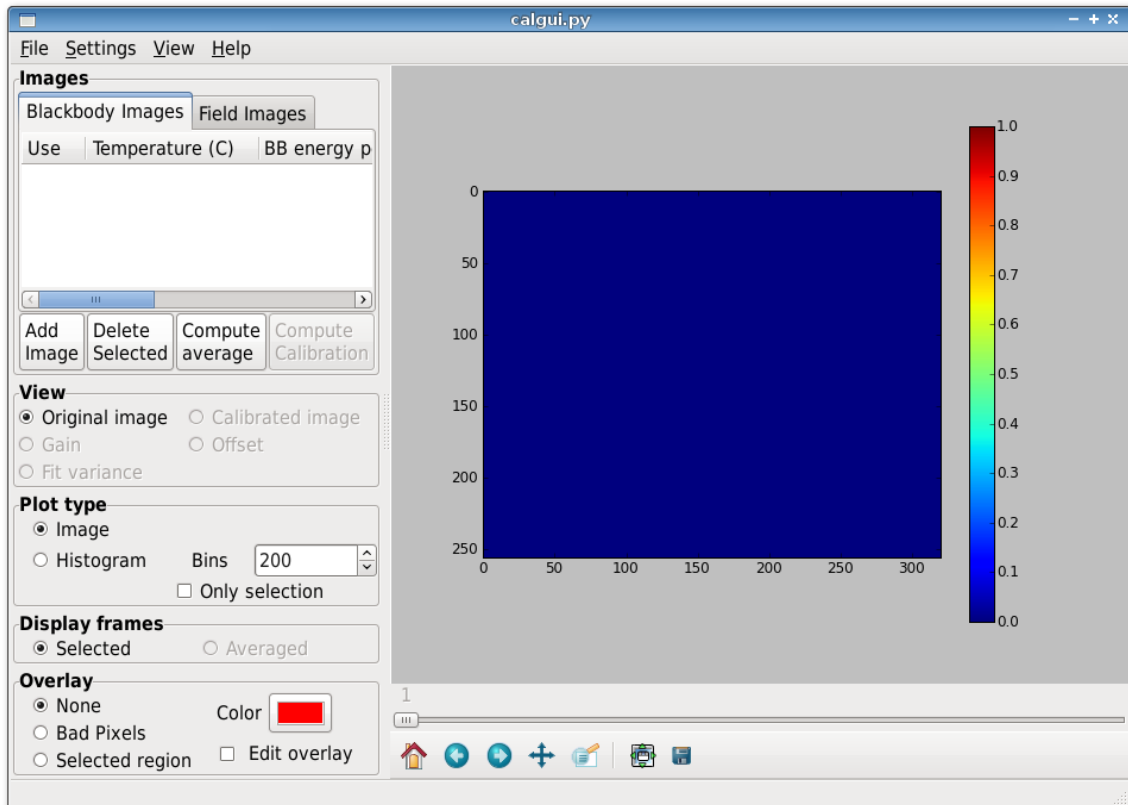 calgui.py
File Settings View Help
Images
Blackbody Images Field Images
Use Temperature (C) BB energy p
Add Image Delete Selected Compute average Compute Calibration
View
Original image Calibrated image
Gain Offset
Fit variance
Plot type
Image
Histogram Bins 200
Only selection
Display frames
Selected Averaged
Overlay
None Color
Bad Pixels
Edit overlay
Selected region
0
50
100
150
200
250
0 50 100 150 200 250 300
1.0
0.9
0.8
0.7
0.6
0.5
0.4
0.3
0.2
0.1
0.0
1